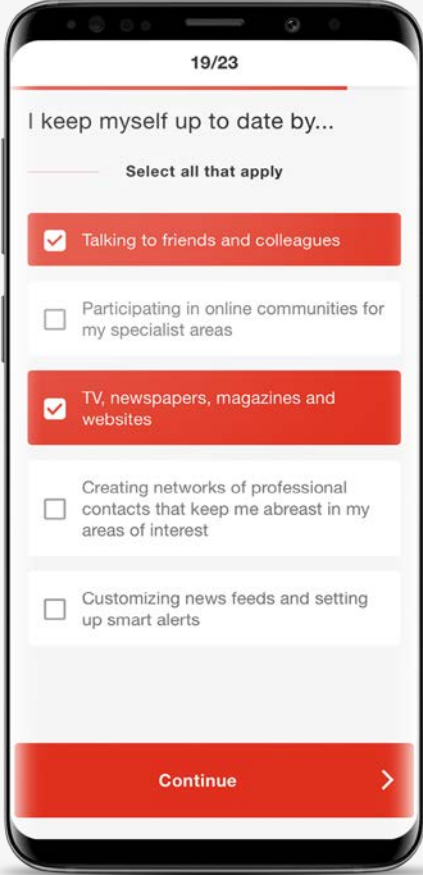 19/23
I keep myself up to date by...
Select all that apply
Talking to friends and colleagues
Participating in online communities for
my specialist areas
TV, newspapers, magazines and
websites
Creating networks of professional
contacts that keep me abreast in my
areas of interest
Customizing news feeds and setting
up smart alerts
Continue